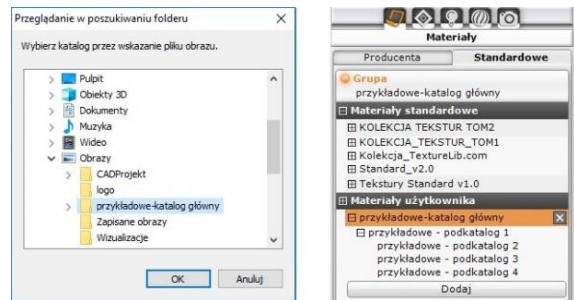 Przeglądanie w poszukiwaniu folderu
Wybierz katalog przez wskazanie pliku obrazu.
Pulpit
Obiekty 3D
Dokumenty
Muzyka
Wideo
Obrazy
CADProjekt
logo
przykładowe-katalog główny
Zapisane obrazy
Wizualizacje
OK
Anuluj
Materiały
Producenta
Standardowe
Grupa
przykładowe-katalog główny
Materiały standardowe
KOLEKCJA TEKSTUR TOM2
KOLEKCJA_TEKSTUR_TOM1
Kolekcja_TextureLib.com
Standard_v2.0
Tekstury Standard v1.0
Materiały użytkownika
przykładowe-katalog główny
przykładowe - podkatalog 1
przykładowe - podkatalog 2
przykładowe - podkatalog 3
przykładowe - podkatalog 4
Dodaj